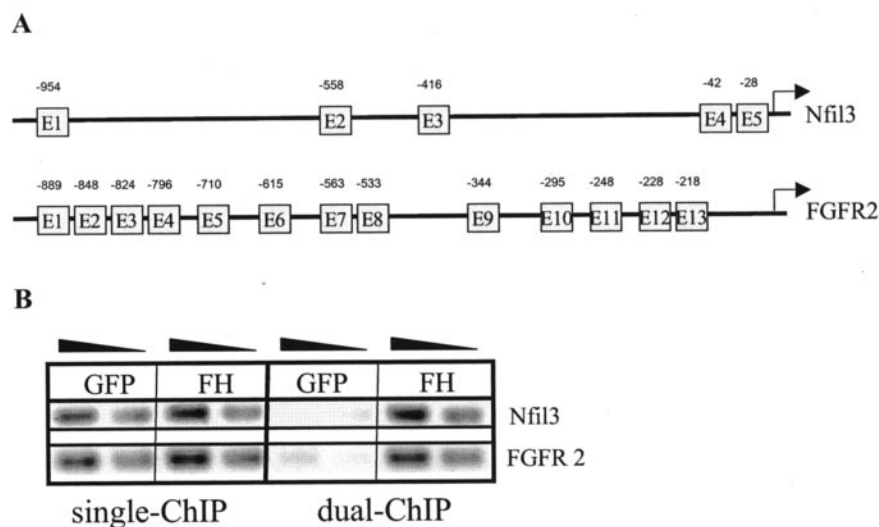 A
-954 -558 -416 -42 -28
E1 E2 E3 E4 E5 Nfil3
-889 -848 -824 -796 -710 -615 -563 -533 -344 -295 -248 -228 -218
E1 E2 E3 E4 E5 E6 E7 E8 E9 E10 E11 E12 E13 FGFR2
B
GFP FH GFP FH
Nfil3
FGFR 2
single-ChIP dual-ChIP